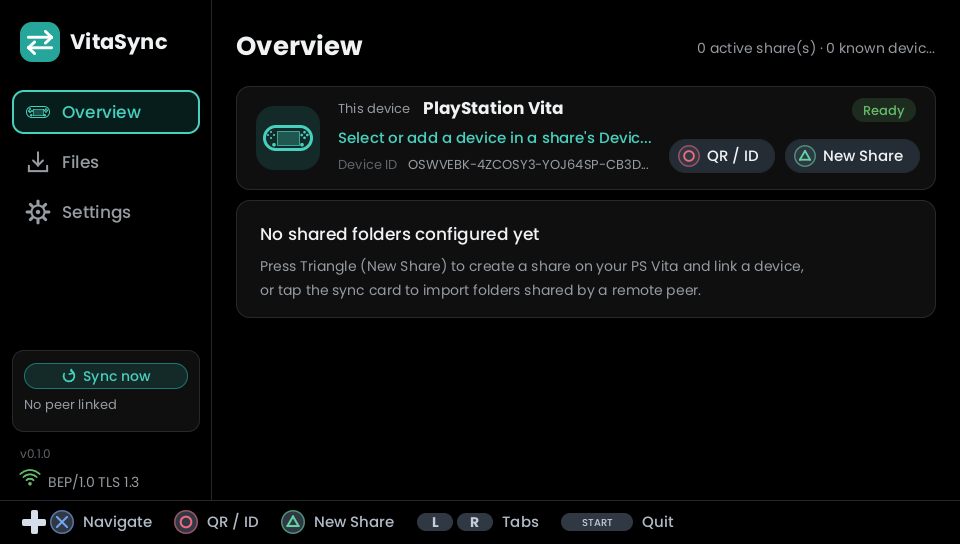 VitaSync
Overview
Files
Settings
Sync now
No peer linked
v0.1.0
BEP/1.0 TLS 1.3
Overview
0 active share(s) · 0 known devic...
This device PlayStation Vita
Ready
Select or add a device in a share's Devic...
Device ID OSWVEBK-4ZCOSY3-YOJ64SP-CB3D...
QR / ID
New Share
No shared folders configured yet
Press Triangle (New Share) to create a share on your PS Vita and link a device,
or tap the sync card to import folders shared by a remote peer.
Navigate QR / ID New Share L R Tabs START Quit